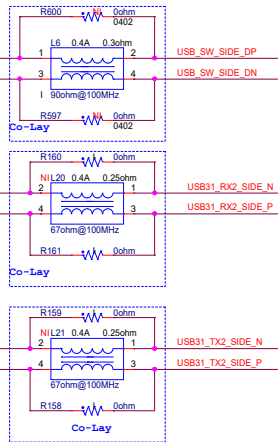 R600 NI 0ohm
0402
L6 0.4A 0.3ohm
1 2 USB_SW_SIDE_DP
3 4 USB_SW_SIDE_DN
I 90ohm@100MHz
R597 NI 0ohm
0402
Co-Lay
R160 I 0ohm
NI L20 0.4A 0.25ohm
2 1 USB31_RX2_SIDE_N
4 3 USB31_RX2_SIDE_P
67ohm@100MHz
R161 I 0ohm
Co-Lay
R159 I 0ohm
NI L21 0.4A 0.25ohm
2 1 USB31_TX2_SIDE_N
4 3 USB31_TX2_SIDE_P
67ohm@100MHz
R158 I 0ohm
Co-Lay